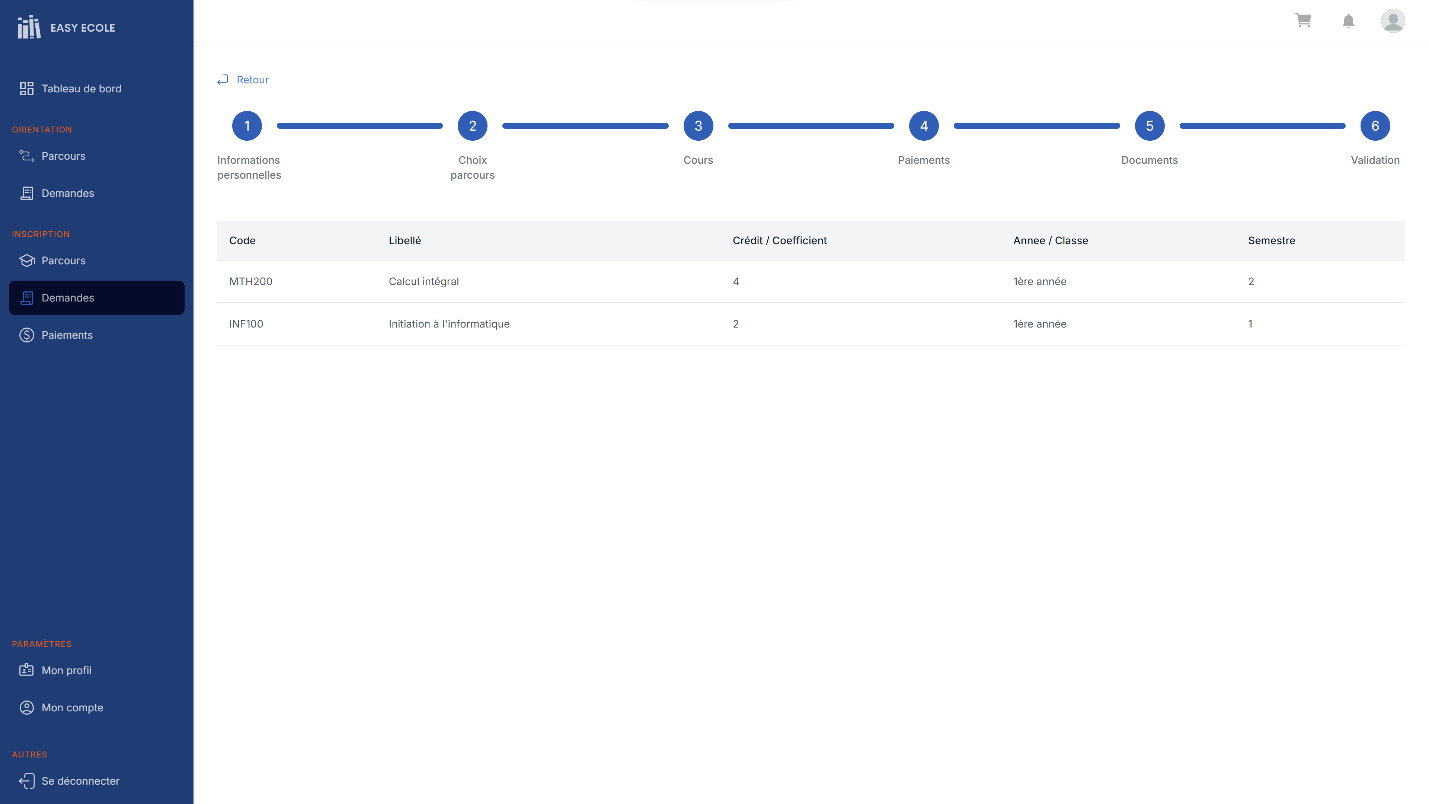 EASY ECOLE
Tableau de bord
ORIENTATION
Parcours
Demandes
INSCRIPTION
Parcours
Demandes
Paiements
PARAMÈTRES
Mon profil
Mon compte
AUTRES
Se déconnecter
Retour
1 2 3 4 5 6
Informations personnelles
Choix parcours
Cours
Paiements
Documents
Validation
Code Libellé Crédit / Coefficient Annee / Classe Semestre
MTH200 Calcul intégral 4 1ère année 2
INF100 Initiation à l'informatique 2 1ère année 1